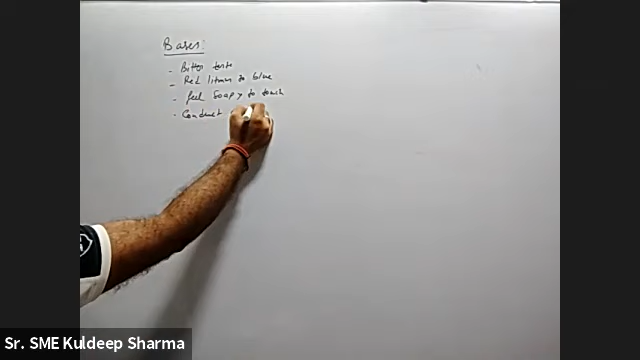 Bases:
- Bitter taste
- Red litmus to blue
- feel Soapy to touch
- Conduct
Sr. SME Kuldeep Sharma